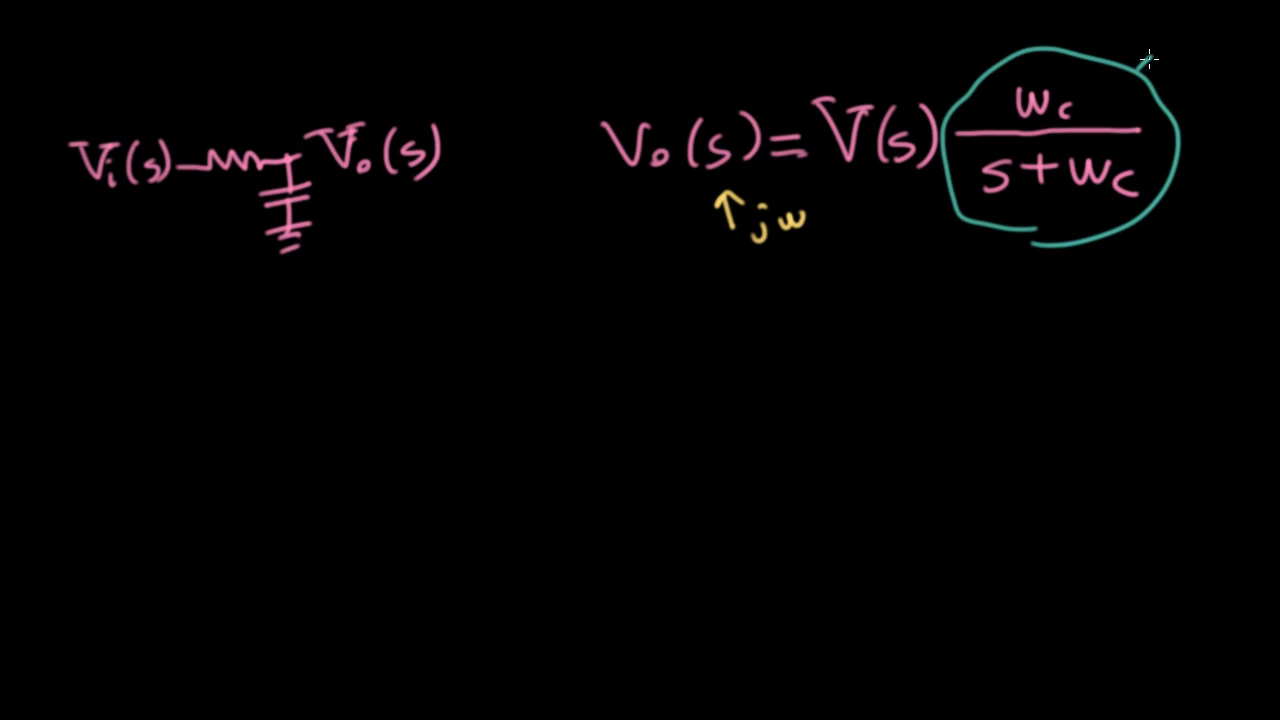 Vi(s) Vo(s)
Vo(s) = V(s) wc / s + wc
↑ jw